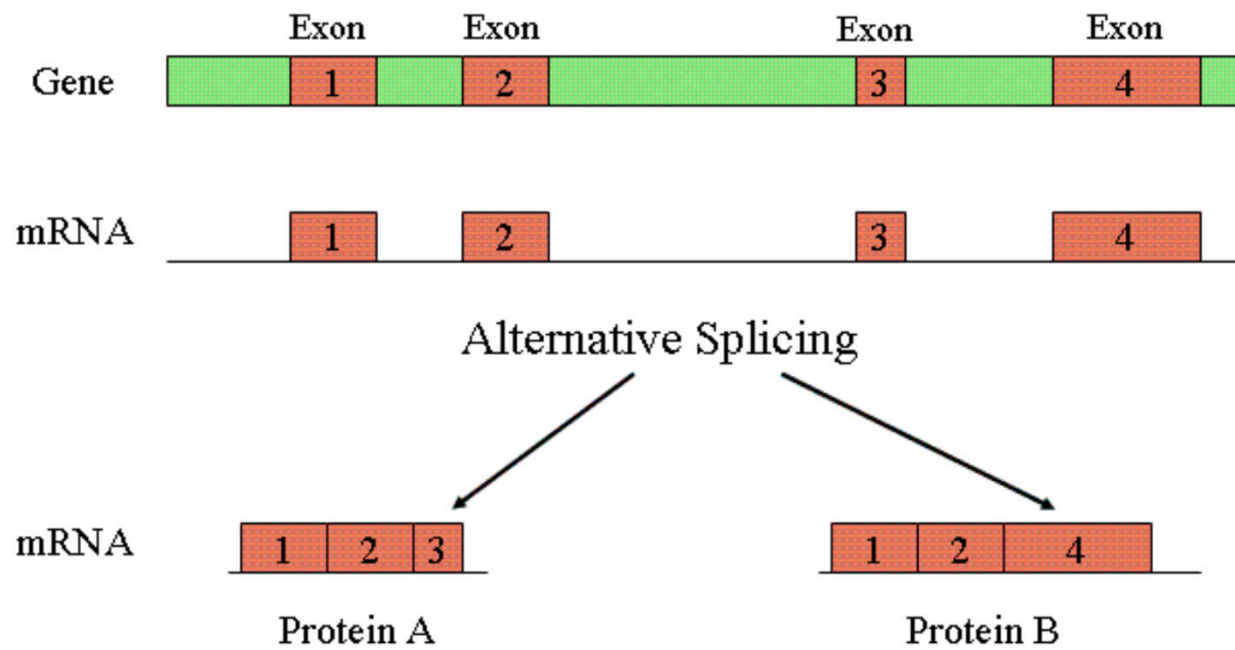 Exon Exon Exon Exon
Gene 1 2 3 4
mRNA 1 2 3 4
Alternative Splicing
mRNA 1 2 3 1 2 4
Protein A Protein B